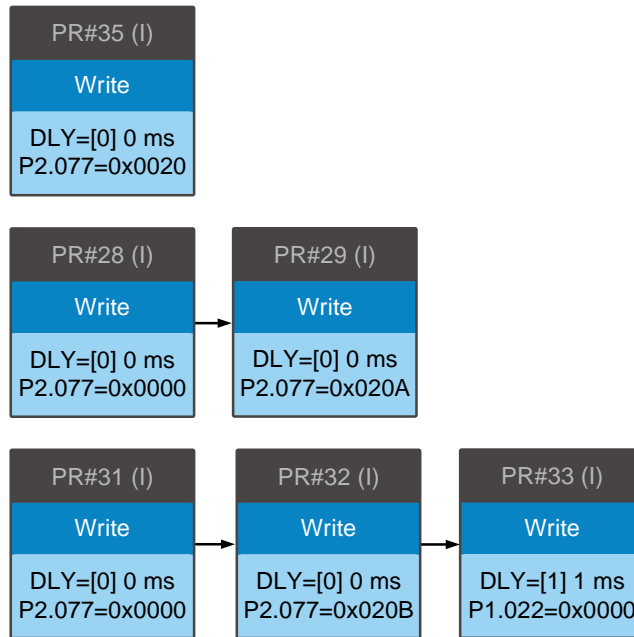 PR#35 (I)
Write
DLY=[0] 0 ms
P2.077=0x0020
PR#28 (I)
Write
DLY=[0] 0 ms
P2.077=0x0000
PR#29 (I)
Write
DLY=[0] 0 ms
P2.077=0x020A
PR#31 (I)
Write
DLY=[0] 0 ms
P2.077=0x0000
PR#32 (I)
Write
DLY=[0] 0 ms
P2.077=0x020B
PR#33 (I)
Write
DLY=[1] 1 ms
P1.022=0x0000